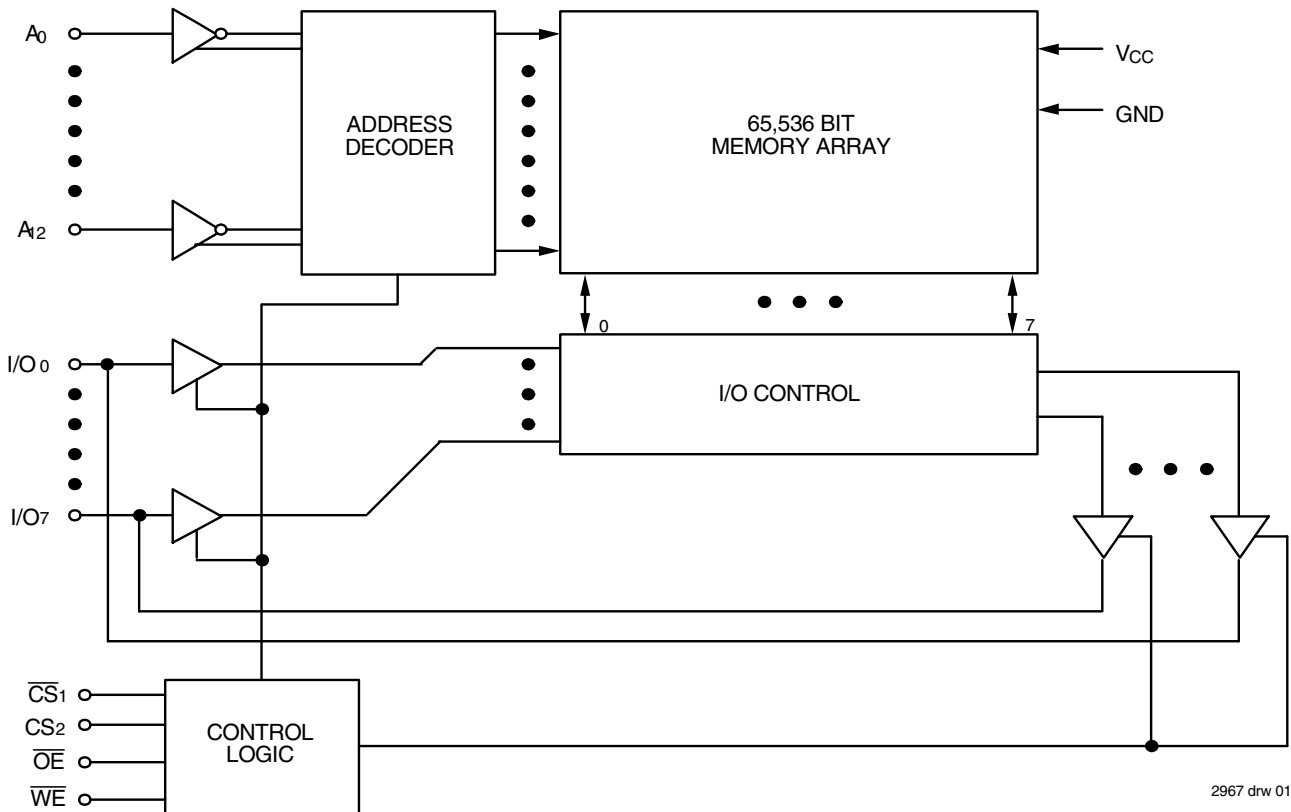 A0
ADDRESS
DECODER
65,536 BIT
MEMORY ARRAY
VCC
GND
A12
0
7
I/O 0
I/O CONTROL
I/O7
CS1
CS2
OE
WE
CONTROL
LOGIC
2967 drw 01